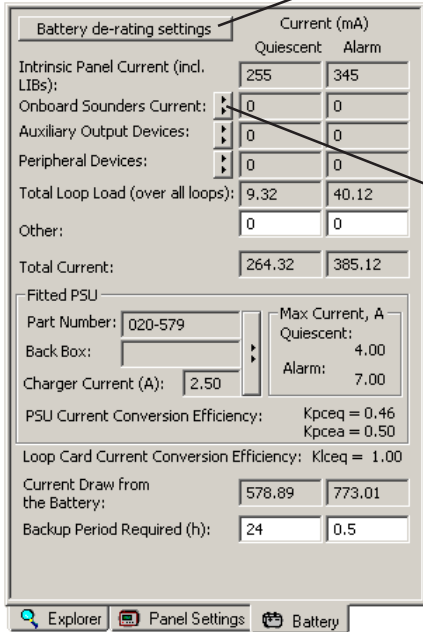 Battery de-rating settings
Current (mA)
Quiescent Alarm
Intrinsic Panel Current (incl. LIBs): 255 345
Onboard Sounders Current: 0 0
Auxiliary Output Devices: 0 0
Peripheral Devices: 0 0
Total Loop Load (over all loops): 9.32 40.12
Other: 0 0
Total Current: 264.32 385.12
Fitted PSU
Part Number: 020-579
Back Box:
Charger Current (A): 2.50
Max Current, A
Quiescent:
4.00
Alarm:
7.00
PSU Current Conversion Efficiency: Kpceq = 0.46
Kpcea = 0.50
Loop Card Current Conversion Efficiency: Klceq = 1.00
Current Draw from the Battery: 578.89 773.01
Backup Period Required (h): 24 0.5
Explorer Panel Settings Battery